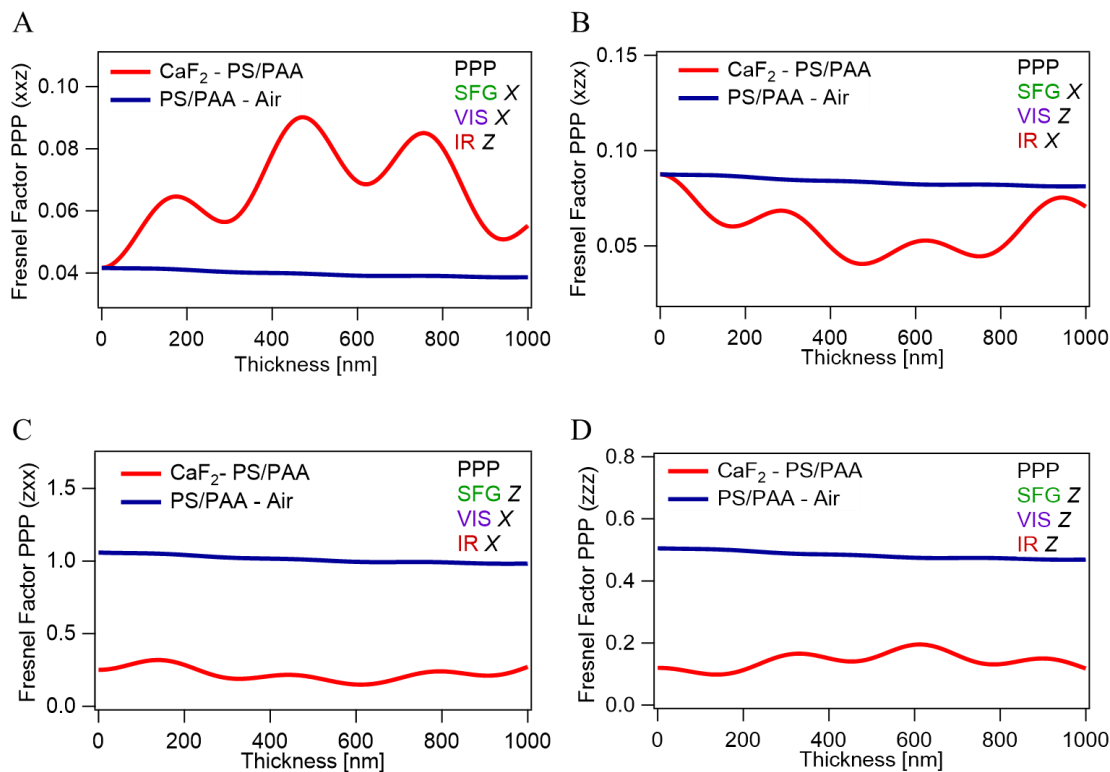 A
Fresnel Factor PPP (xxz)
0.10
0.08
0.06
0.04
CaF2 - PS/PAA
PS/PAA - Air
PPP
SFG X
VIS X
IR Z
0 200 400 600 800 1000
Thickness [nm]
B
Fresnel Factor PPP (xzx)
0.15
0.10
0.05
CaF2 - PS/PAA
PS/PAA - Air
PPP
SFG X
VIS Z
IR X
0 200 400 600 800 1000
Thickness [nm]
C
Fresnel Factor PPP (zxx)
1.5
1.0
0.5
0.0
CaF2- PS/PAA
PS/PAA - Air
PPP
SFG Z
VIS X
IR X
0 200 400 600 800 1000
Thickness [nm]
D
Fresnel Factor PPP (zzz)
0.8
0.6
0.4
0.2
0.0
CaF2 - PS/PAA
PS/PAA - Air
PPP
SFG Z
VIS Z
IR Z
0 200 400 600 800 1000
Thickness [nm]